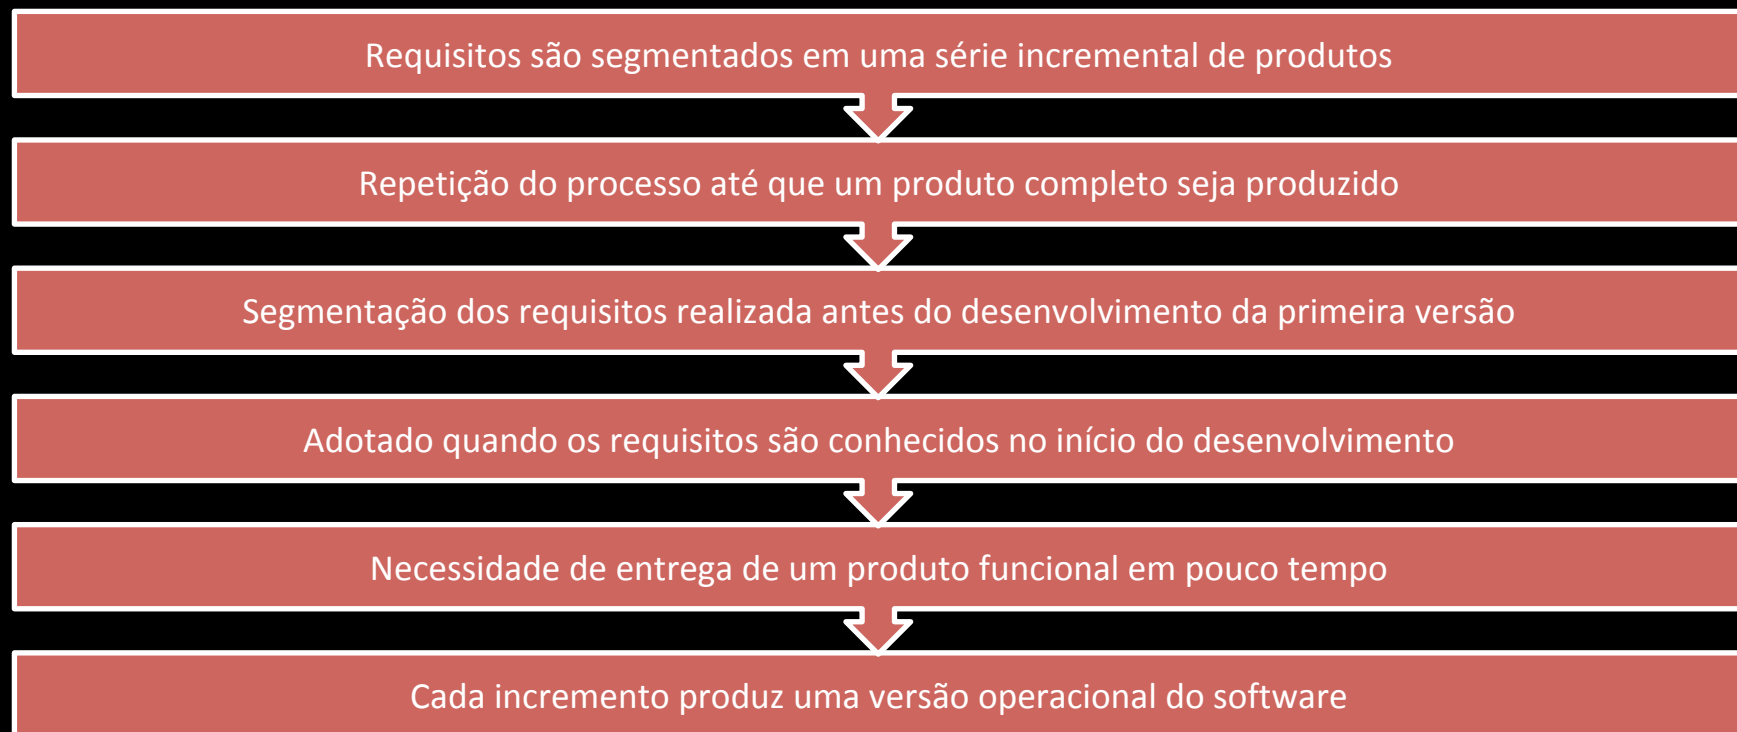 Requisitos são segmentados em uma série incremental de produtos
Repetição do processo até que um produto completo seja produzido
Segmentação dos requisitos realizada antes do desenvolvimento da primeira versão
Adotado quando os requisitos são conhecidos no início do desenvolvimento
Necessidade de entrega de um produto funcional em pouco tempo
Cada incremento produz uma versão operacional do software